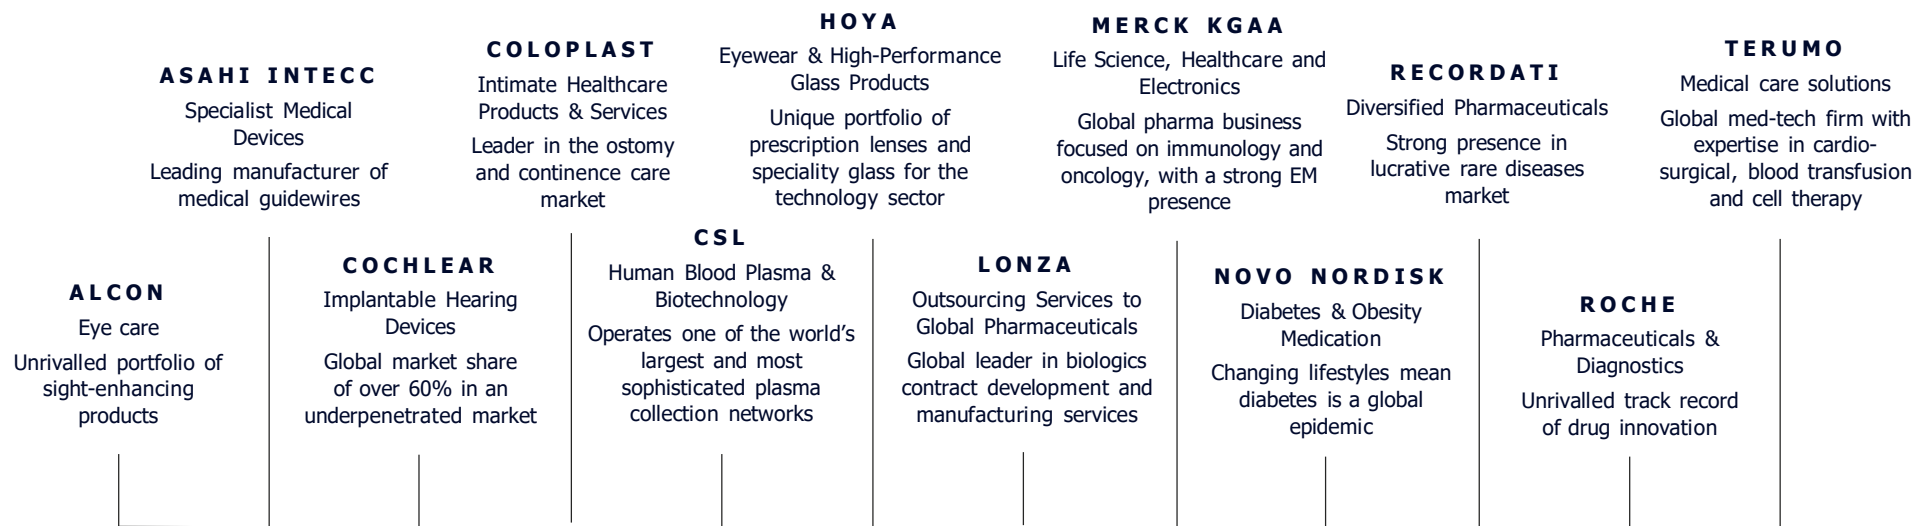 HOYA
Eyewear & High-Performance
Glass Products
Unique portfolio of
prescription lenses and
speciality glass for the
technology sector
MERCK KGAA
Life Science, Healthcare and
Electronics
Global pharma business
focused on immunology and
oncology, with a strong EM
presence
COLOPLAST
Intimate Healthcare
Products & Services
Leader in the ostomy
and continence care
market
TERUMO
Medical care solutions
Global med-tech firm with
expertise in cardio-
surgical, blood transfusion
and cell therapy
ASAHI INTECC
Specialist Medical
Devices
Leading manufacturer of
medical guidewires
RECORDATI
Diversified Pharmaceuticals
Strong presence in
lucrative rare diseases
market
ALCON
Eye care
Unrivalled portfolio of
sight-enhancing
products
COCHLEAR
Implantable Hearing
Devices
Global market share
of over 60% in an
underpenetrated market
CSL
Human Blood Plasma &
Biotechnology
Operates one of the world's
largest and most
sophisticated plasma
collection networks
LONZA
Outsourcing Services to
Global Pharmaceuticals
Global leader in biologics
contract development and
manufacturing services
NOVO NORDISK
Diabetes & Obesity
Medication
Changing lifestyles mean
diabetes is a global
epidemic
ROCHE
Pharmaceuticals &
Diagnostics
Unrivalled track record
of drug innovation